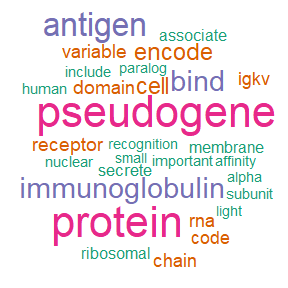 antigen associate
variable encode
include paralog
human domain cell bind igkv
pseudogene
receptor recognition membrane
nuclear small important affinity
secrete alpha
immunoglobulin subunit
protein light
rna
code
ribosomal chain